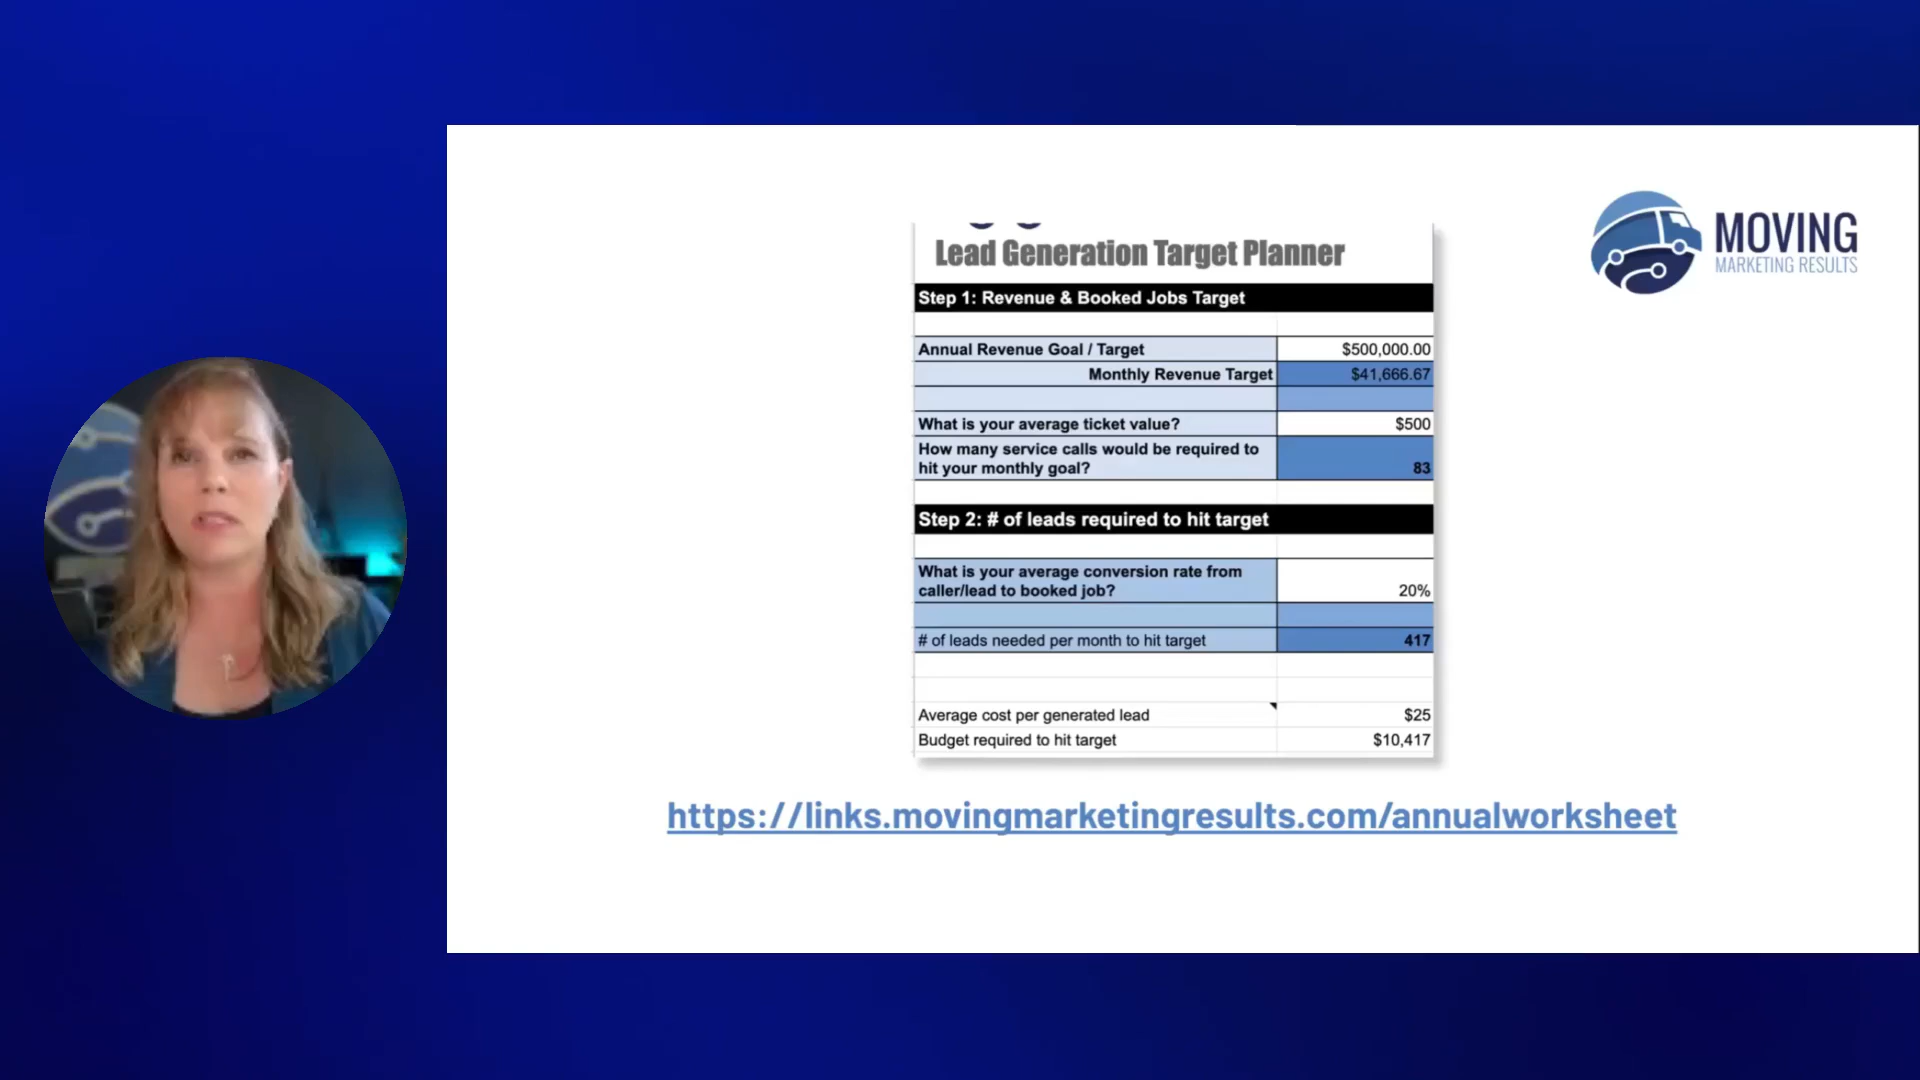 MOVING
MARKETING RESULTS
Lead Generation Target Planner
Step 1: Revenue & Booked Jobs Target
Annual Revenue Goal / Target $500,000.00
Monthly Revenue Target $41,666.67
What is your average ticket value? $500
How many service calls would be required to
hit your monthly goal? 83
Step 2: # of leads required to hit target
What is your average conversion rate from
caller/lead to booked job? 20%
# of leads needed per month to hit target 417
Average cost per generated lead $25
Budget required to hit target $10,417
https://links.movingmarketingresults.com/annualworksheet